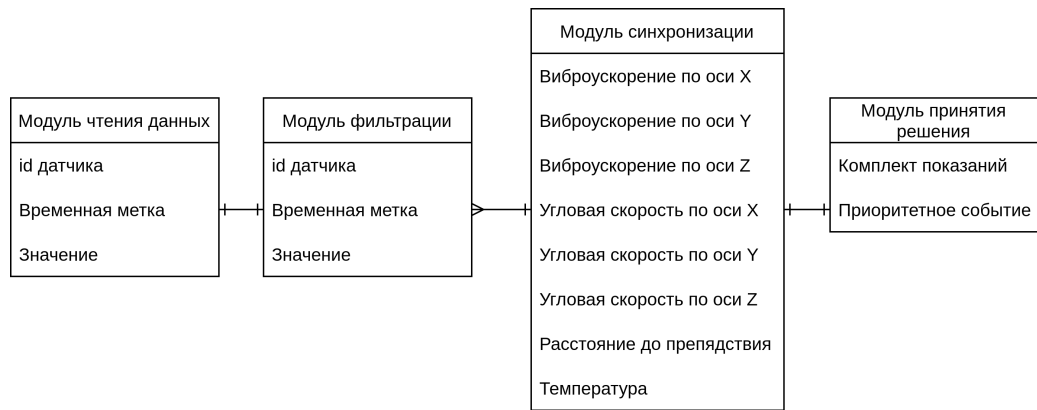 Модуль чтения данных
id датчика
Временная метка
Значение
Модуль фильтрации
id датчика
Временная метка
Значение
Модуль синхронизации
Виброускорение по оси X
Виброускорение по оси Y
Виброускорение по оси Z
Угловая скорость по оси X
Угловая скорость по оси Y
Угловая скорость по оси Z
Расстояние до препядствия
Температура
Модуль принятия
решения
Комплект показаний
Приоритетное событие